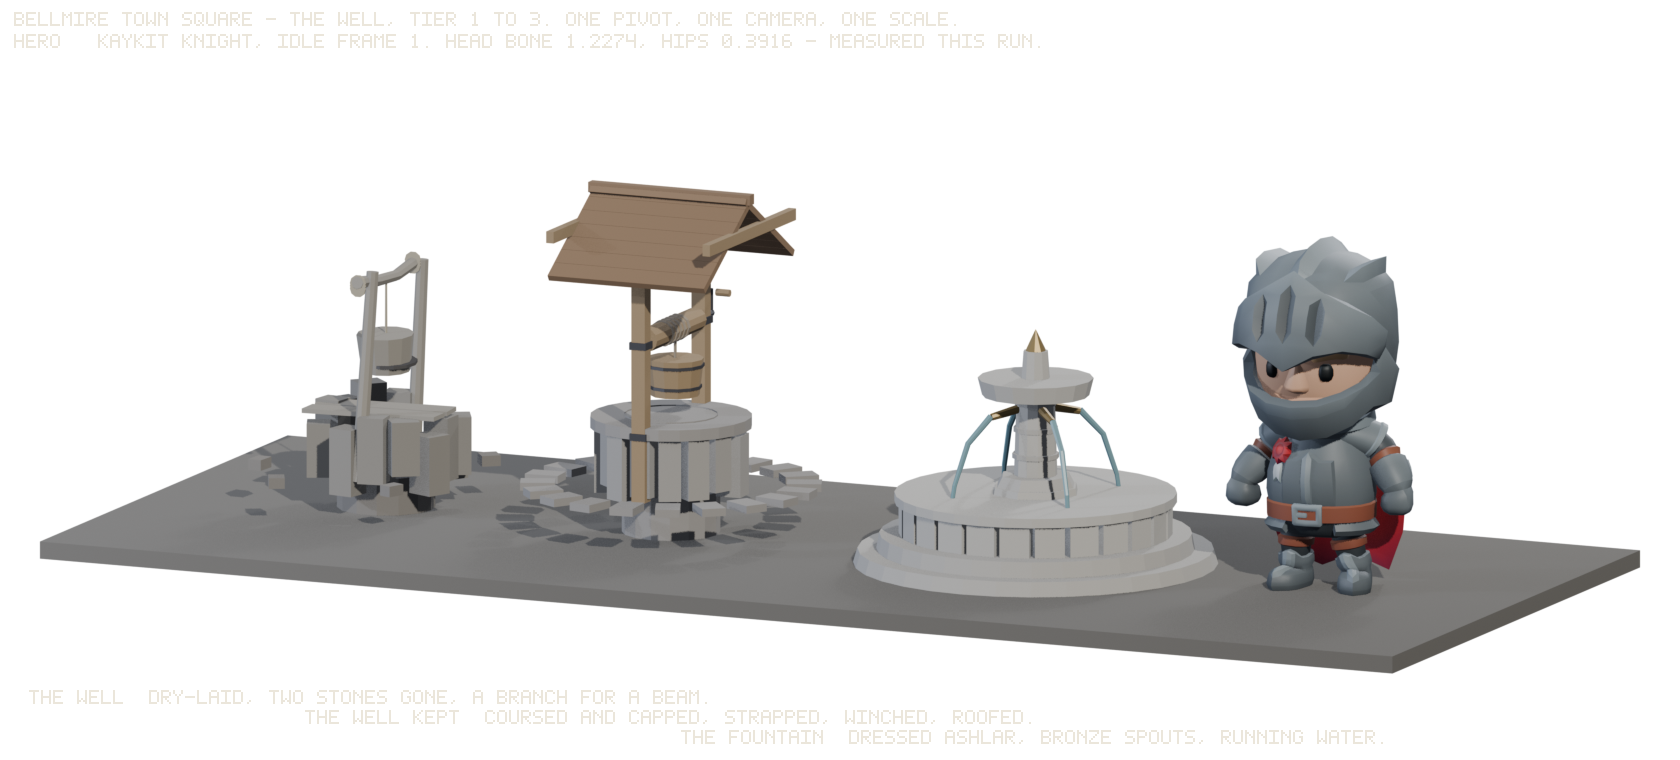 BELLMIRE TOWN SQUARE - THE WELL, TIER 1 TO 3. ONE PIVOT, ONE CAMERA, ONE SCALE.
HERO   KAYKIT KNIGHT, IDLE FRAME 1. HEAD BONE 1.2274, HIPS 0.3916 - MEASURED THIS RUN.
THE WELL  DRY-LAID, TWO STONES GONE, A BRANCH FOR A BEAM.
THE WELL KEPT  COURSED AND CAPPED, STRAPPED, WINCHED, ROOFED.
THE FOUNTAIN  DRESSED ASHLAR, BRONZE SPOUTS, RUNNING WATER.